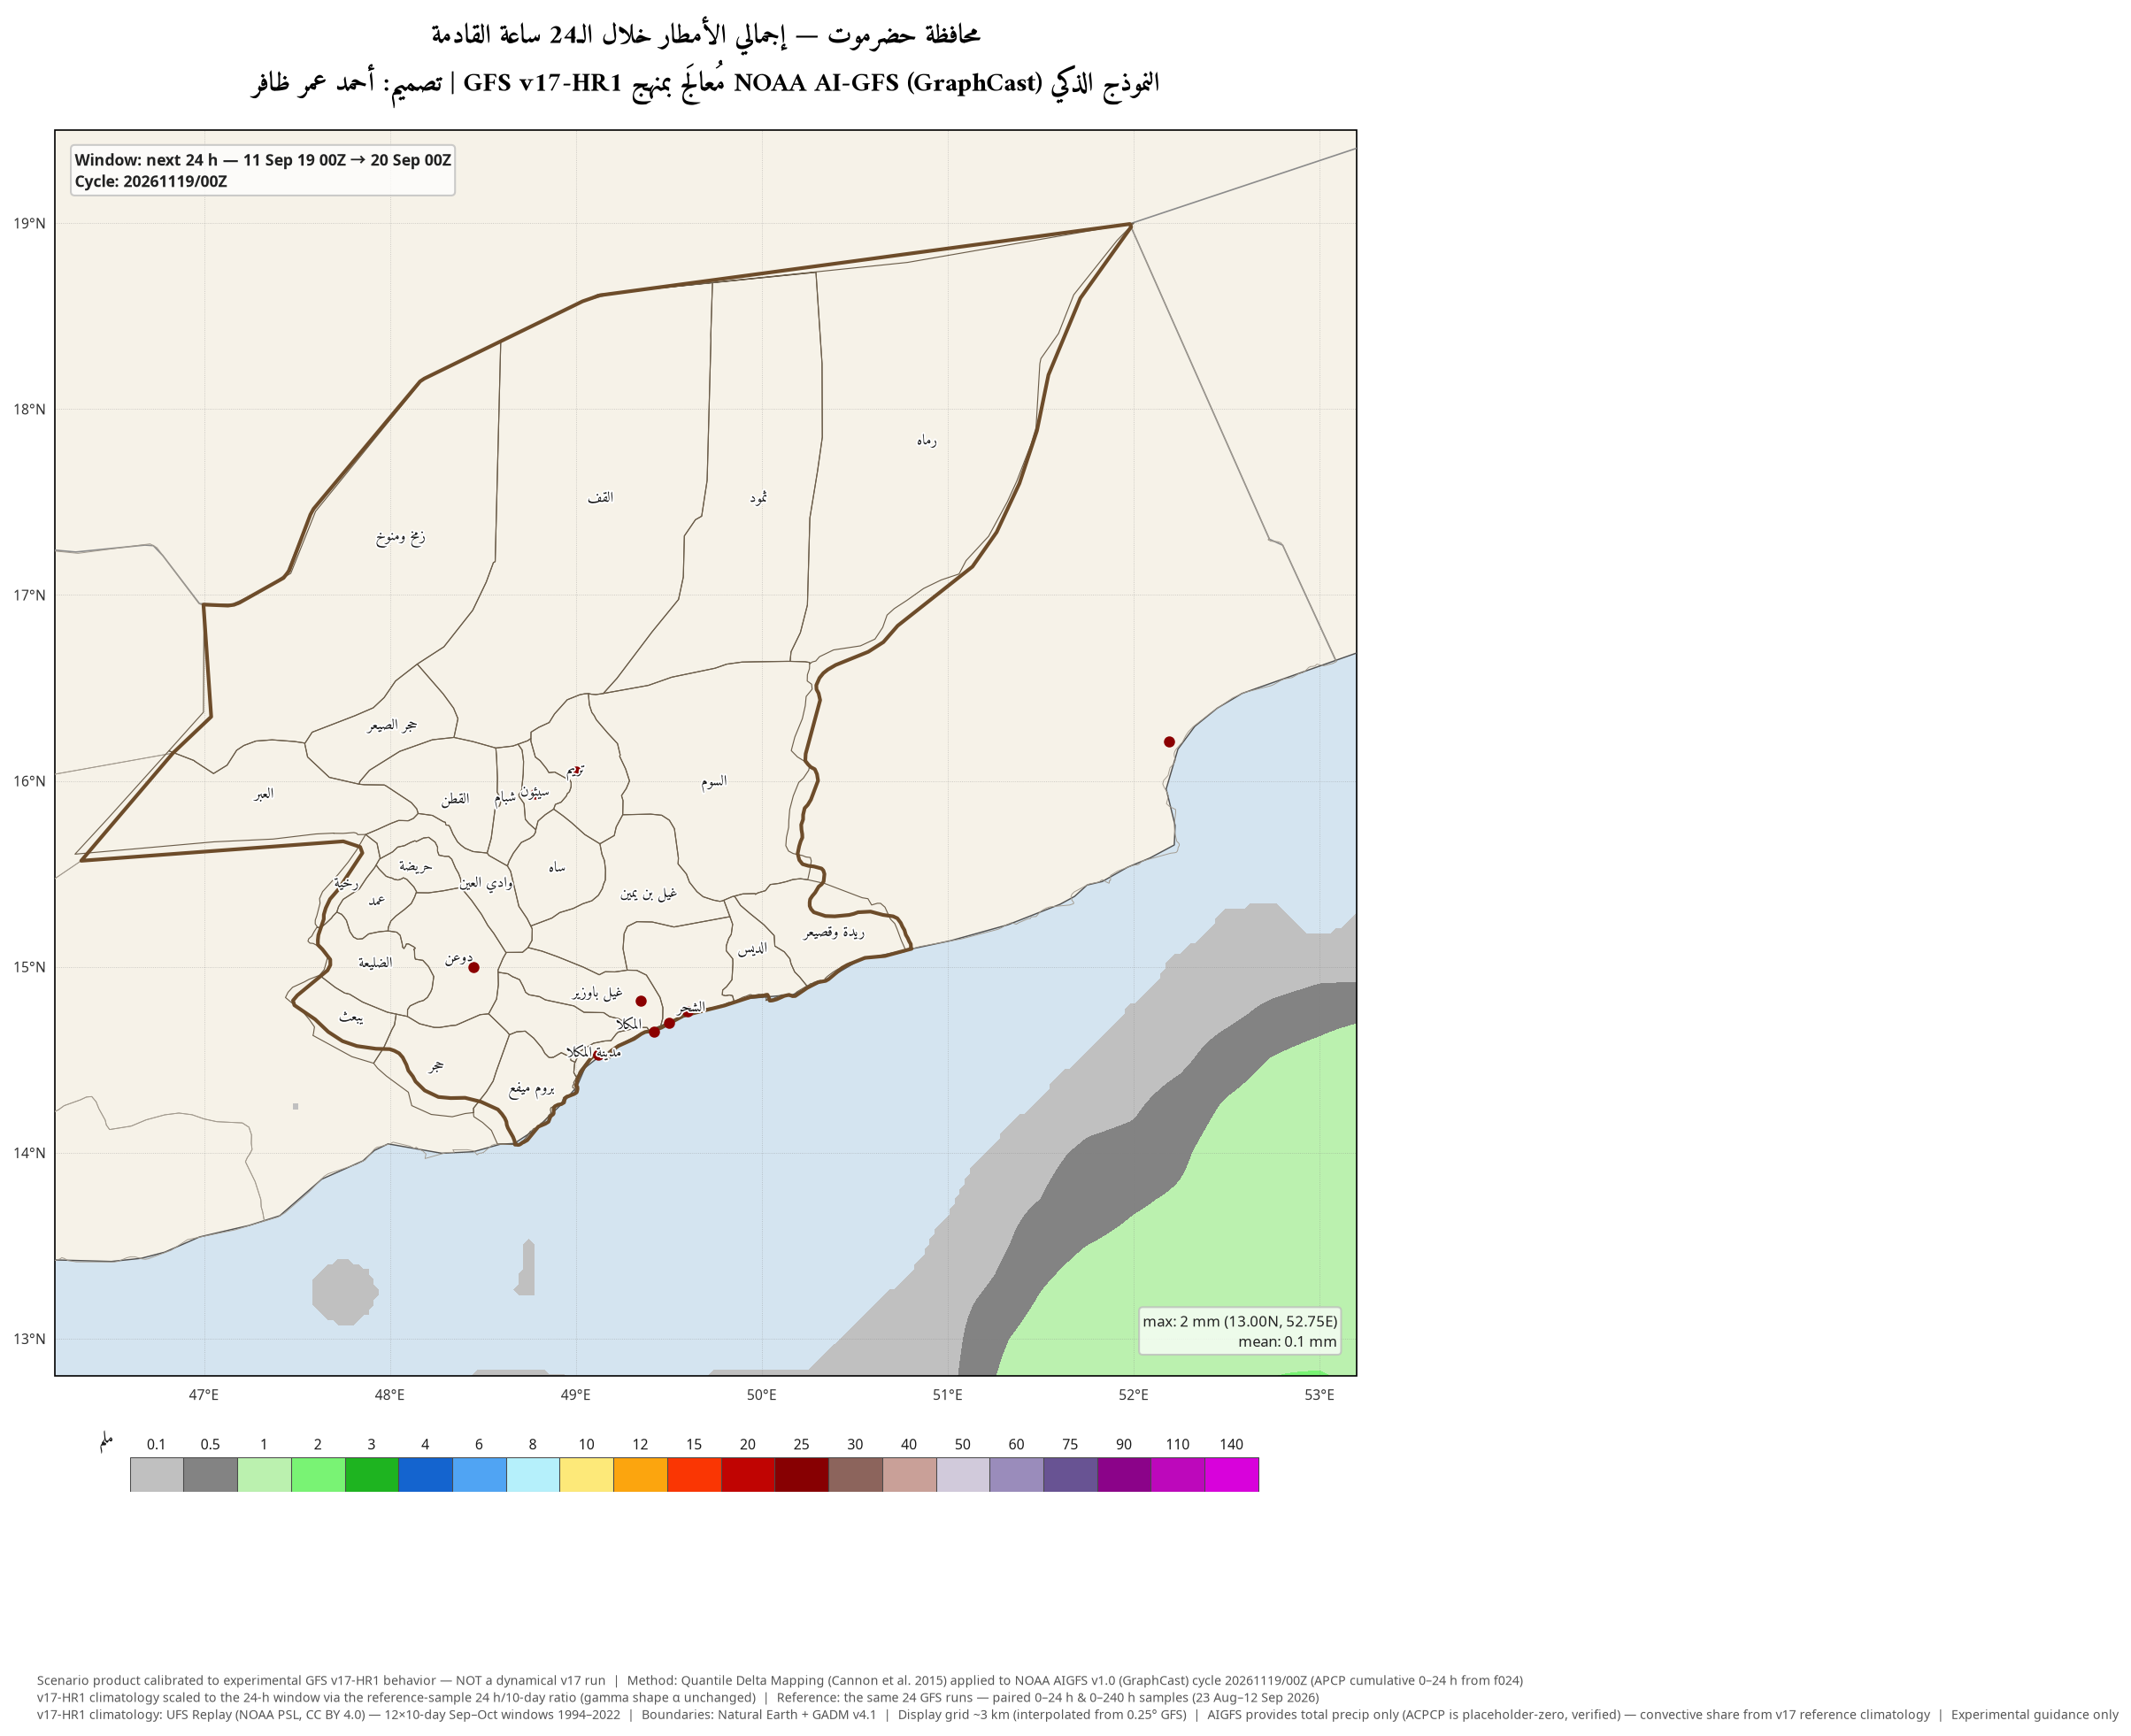 محافظة حضرموت — إجمالي الأمطار خلال الـ24 ساعة القادمة
النموذج الذكي NOAA AI-GFS (GraphCast) مُعالَج بمنهج GFS v17-HR1 | تصميم: أحمد عمر ظافر
Window: next 24 h — 11 Sep 19 00Z → 20 Sep 00Z
Cycle: 20261119/00Z
19°N
18°N
رماه
القف
ثمود
زمخ ومنوخ
17°N
حجر الصيعر
16°N
تريم
السوم
العبر
القطن
شبام
سيئون
حريضة
ساه
رخية
وادي العين
عمد
غيل بن يمين
ريدة وقصيعر
الديس
15°N
الضليعة
دوعن
غيل باوزير
الشحر
يبعث
المكلا
مدينة المكلا
حجر
بروم ميفع
14°N
13°N
max: 2 mm (13.00N, 52.75E)
mean: 0.1 mm
47°E 48°E 49°E 50°E 51°E 52°E 53°E
ملم 0.1 0.5 1 2 3 4 6 8 10 12 15 20 25 30 40 50 60 75 90 110 140
Scenario product calibrated to experimental GFS v17-HR1 behavior — NOT a dynamical v17 run | Method: Quantile Delta Mapping (Cannon et al. 2015) applied to NOAA AIGFS v1.0 (GraphCast) cycle 20261119/00Z (APCP cumulative 0–24 h from f024)
v17-HR1 climatology scaled to the 24-h window via the reference-sample 24 h/10-day ratio (gamma shape α unchanged) | Reference: the same 24 GFS runs — paired 0–24 h & 0–240 h samples (23 Aug–12 Sep 2026)
v17-HR1 climatology: UFS Replay (NOAA PSL, CC BY 4.0) — 12×10-day Sep–Oct windows 1994–2022 | Boundaries: Natural Earth + GADM v4.1 | Display grid ~3 km (interpolated from 0.25° GFS) | AIGFS provides total precip only (ACPCP is placeholder-zero, verified) — convective share from v17 reference climatology | Experimental guidance only